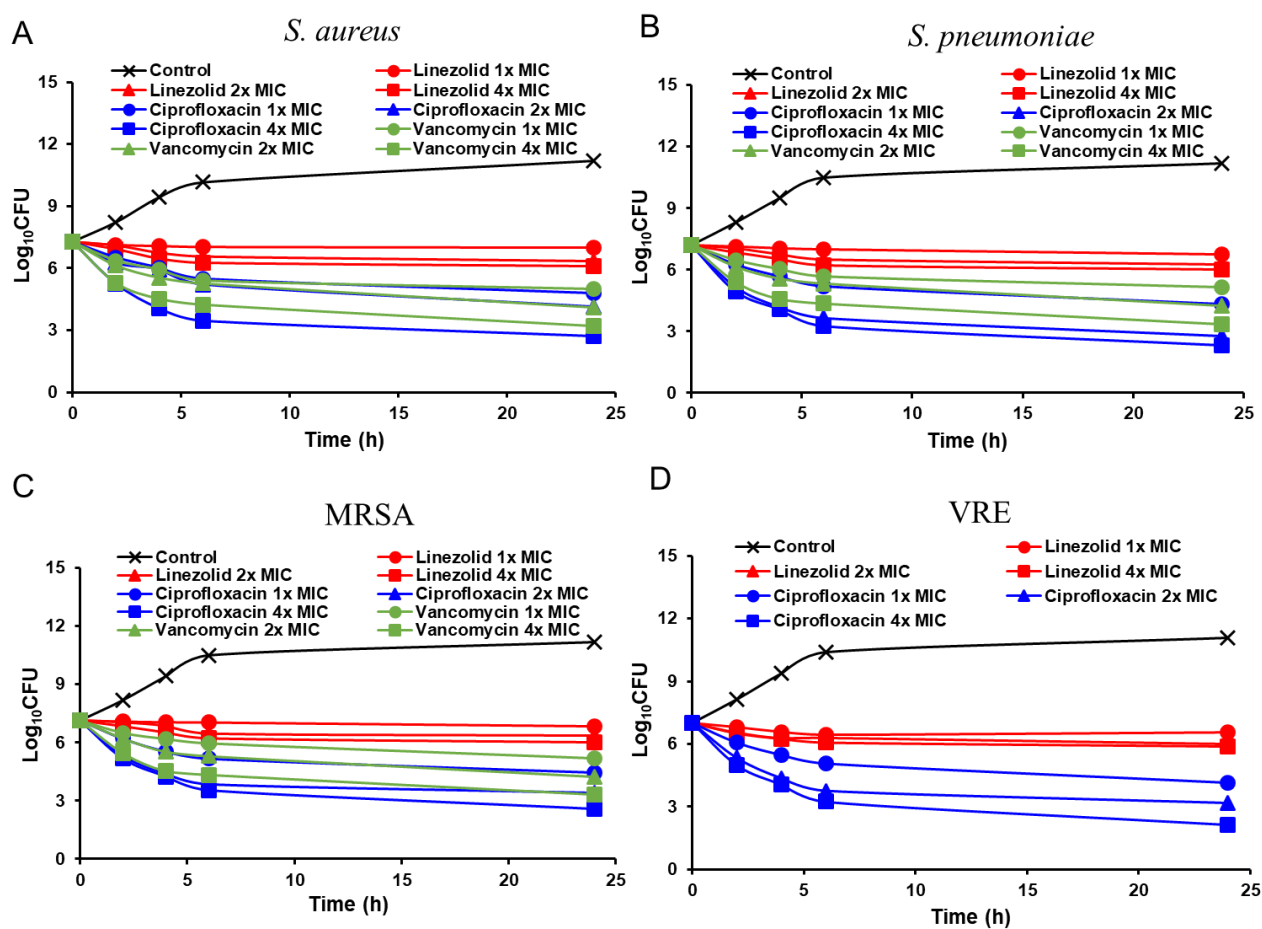 A
S. aureus
Control
Linezolid 1x MIC
Linezolid 2x MIC
Linezolid 4x MIC
Ciprofloxacin 1x MIC
Ciprofloxacin 2x MIC
Ciprofloxacin 4x MIC
Vancomycin 1x MIC
Vancomycin 2x MIC
Vancomycin 4x MIC
Log₁₀CFU
15
12
9
6
3
0
0 5 10 15 20 25
Time (h)
B
S. pneumoniae
Control
Linezolid 1x MIC
Linezolid 2x MIC
Linezolid 4x MIC
Ciprofloxacin 1x MIC
Ciprofloxacin 2x MIC
Ciprofloxacin 4x MIC
Vancomycin 1x MIC
Vancomycin 2x MIC
Vancomycin 4x MIC
Log₁₀CFU
15
12
9
6
3
0
0 5 10 15 20 25
Time (h)
C
MRSA
Control
Linezolid 1x MIC
Linezolid 2x MIC
Linezolid 4x MIC
Ciprofloxacin 1x MIC
Ciprofloxacin 2x MIC
Ciprofloxacin 4x MIC
Vancomycin 1x MIC
Vancomycin 2x MIC
Vancomycin 4x MIC
Log₁₀CFU
15
12
9
6
3
0
0 5 10 15 20 25
Time (h)
D
VRE
Control
Linezolid 1x MIC
Linezolid 2x MIC
Linezolid 4x MIC
Ciprofloxacin 1x MIC
Ciprofloxacin 2x MIC
Ciprofloxacin 4x MIC
Log₁₀CFU
15
12
9
6
3
0
0 5 10 15 20 25
Time (h)